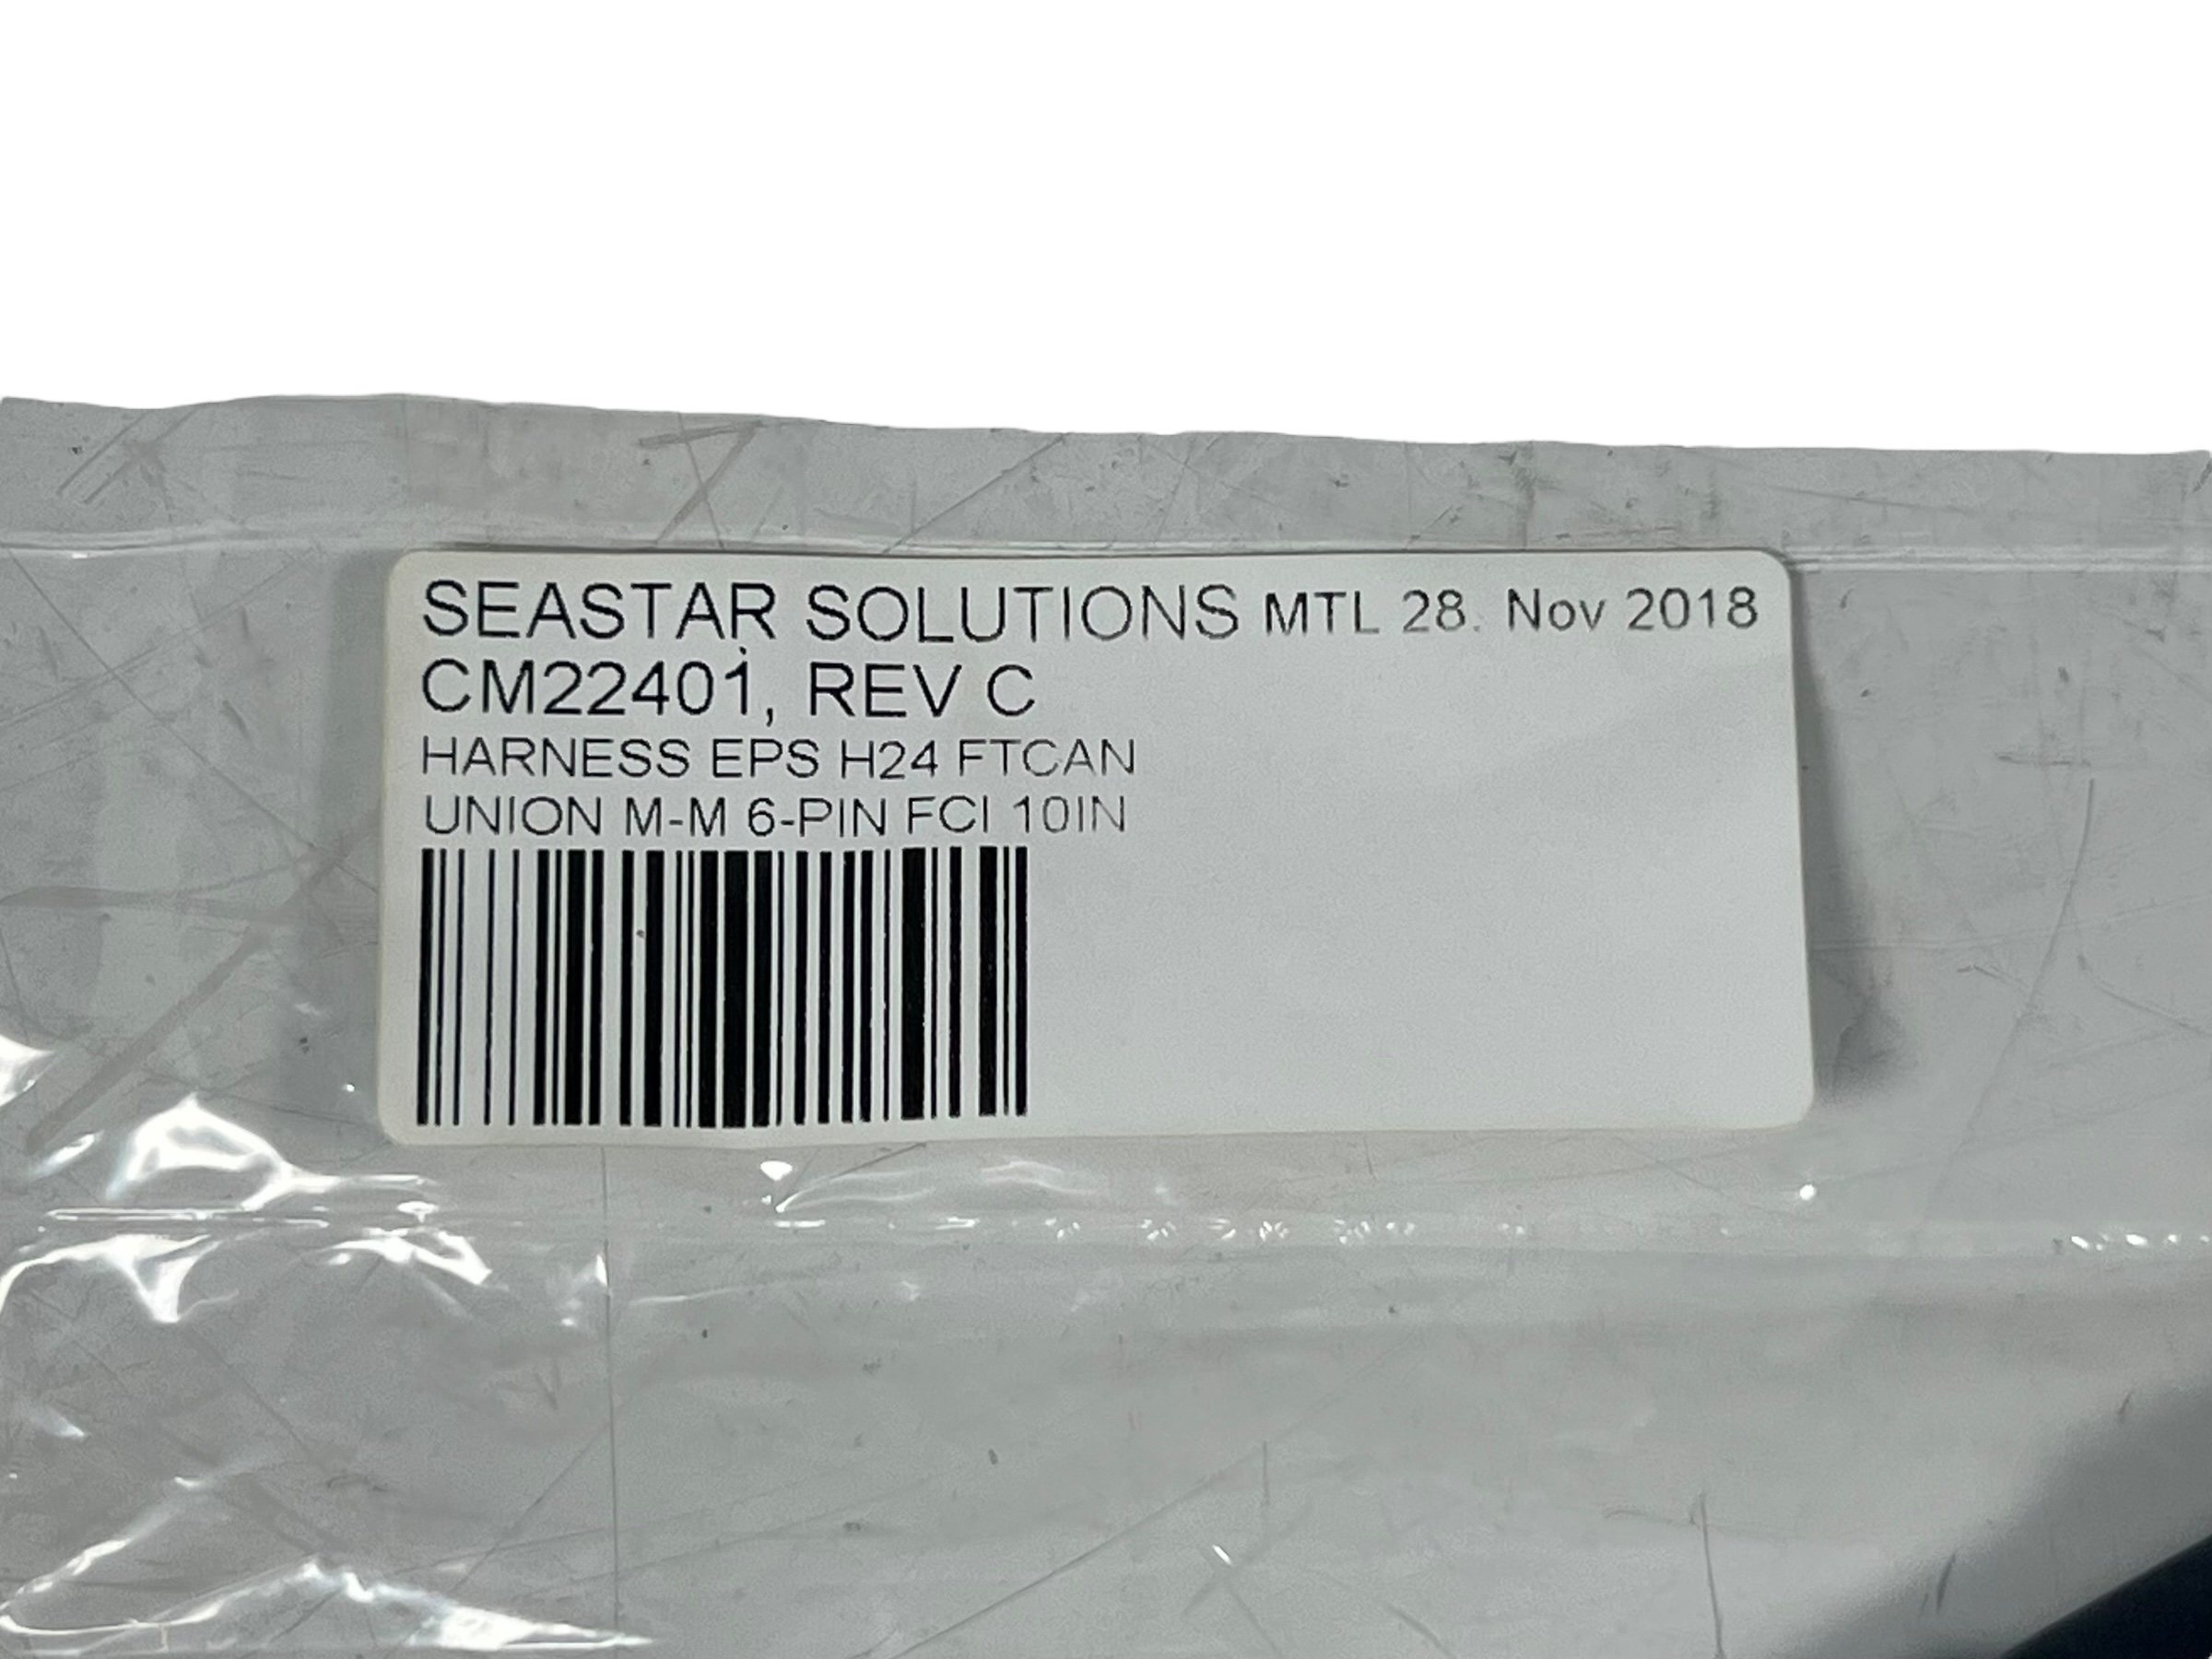 SEASTAR SOLUTIONS MTL 28. Nov 2018
CM22401, REV C
HARNESS EPS H24 FTCAN
UNION M-M 6-PIN FCI 10IN